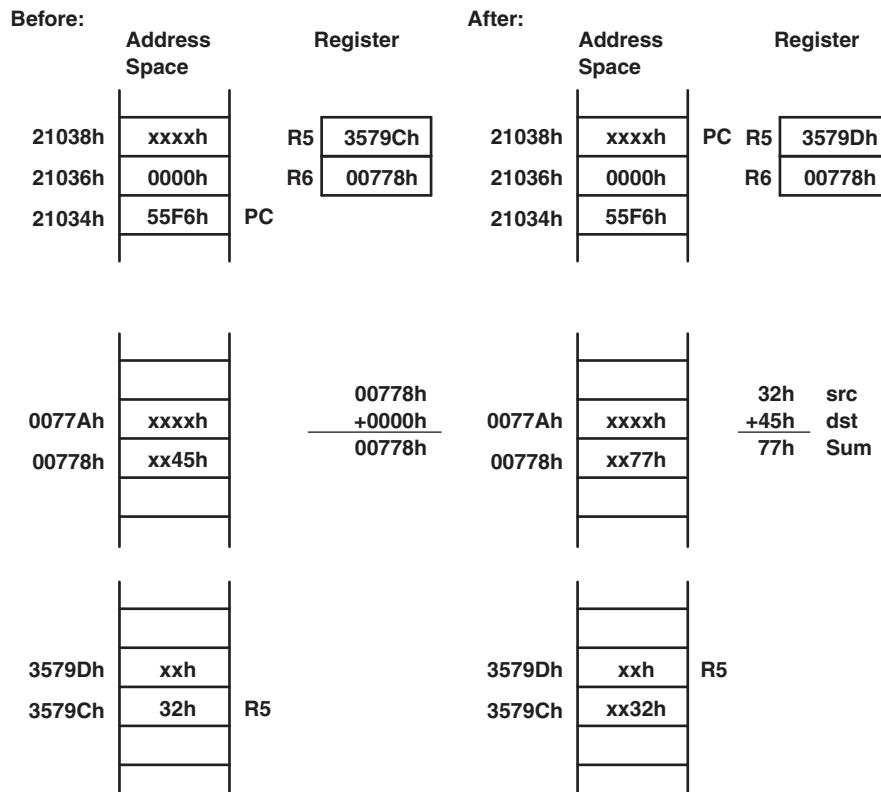 Before:
After:
Address Space
Register
Address Space
Register
21038h xxxxh R5 3579Ch
21038h xxxxh PC R5 3579Dh
21036h 0000h R6 00778h
21036h 0000h R6 00778h
21034h 55F6h PC
21034h 55F6h
00778h
32h src
0077Ah xxxxh +0000h
0077Ah xxxxh +45h dst
00778h xx45h 00778h
00778h xx77h 77h Sum
3579Dh xxh
3579Dh xxh R5
3579Ch 32h R5
3579Ch xx32h